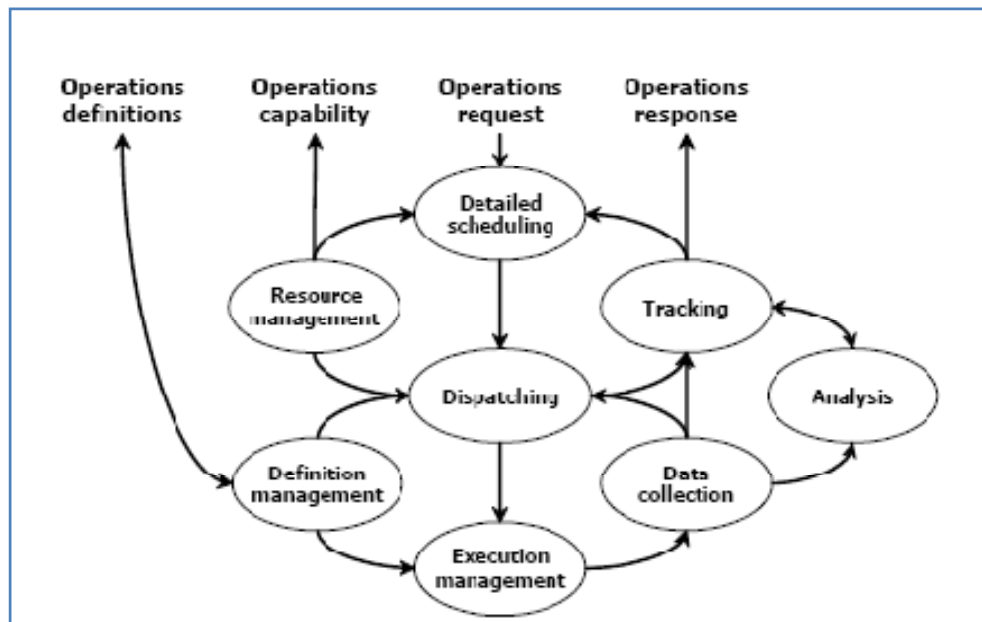 Operations
definitions
Operations
capability
Operations
request
Operations
response
Detailed
scheduling
Resource
management
Tracking
Dispatching
Analysis
Definition
management
Data
collection
Execution
management